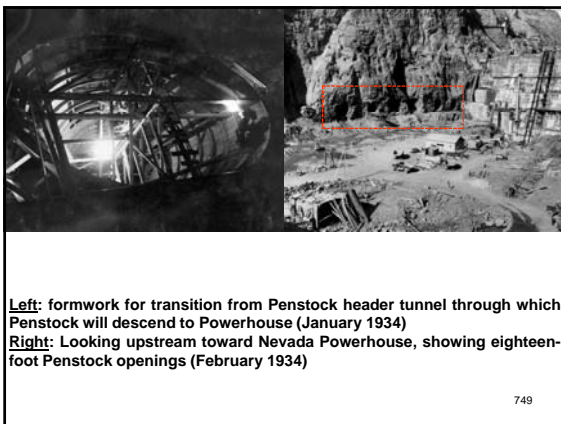 Left: formwork for transition from Penstock header tunnel through which
Penstock will descend to Powerhouse (January 1934)
Right: Looking upstream toward Nevada Powerhouse, showing eighteen-
foot Penstock openings (February 1934)
749